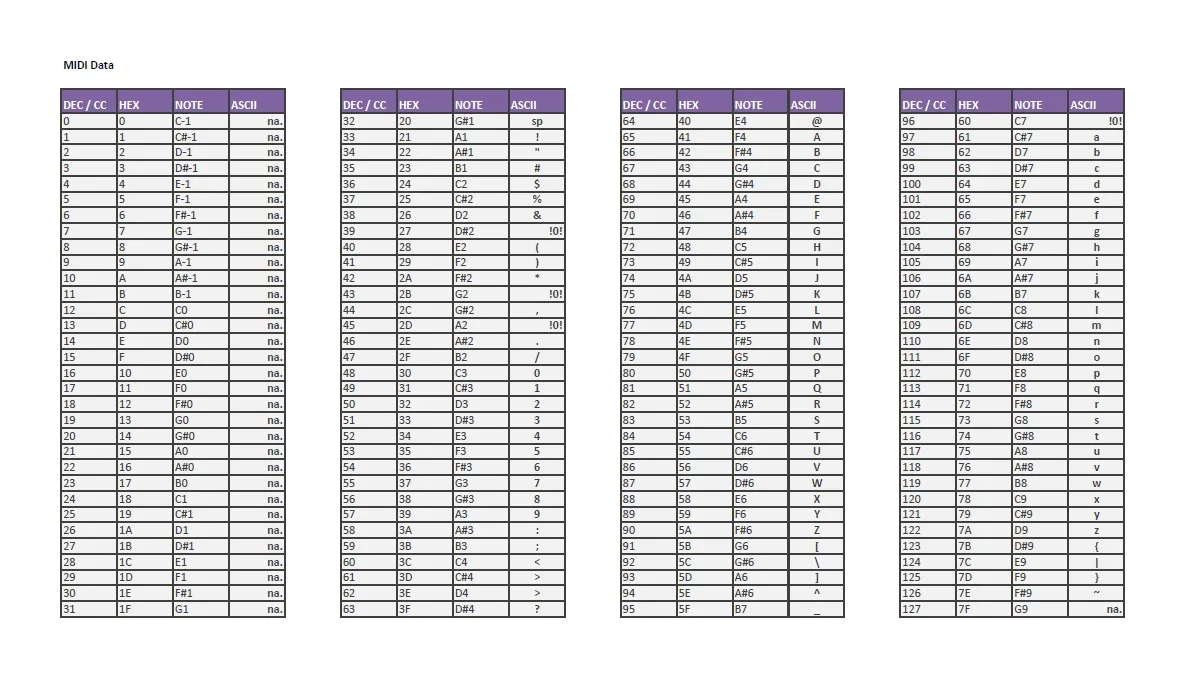 MIDI Data
DEC / CC HEX NOTE ASCII
0 0 C-1 na.
1 1 C#-1 na.
2 2 D-1 na.
3 3 D#-1 na.
4 4 E-1 na.
5 5 F-1 na.
6 6 F#-1 na.
7 7 G-1 na.
8 8 G#-1 na.
9 9 A-1 na.
10 A A#-1 na.
11 B B-1 na.
12 C C0 na.
13 D C#0 na.
14 E D0 na.
15 F D#0 na.
16 10 E0 na.
17 11 F0 na.
18 12 F#0 na.
19 13 G0 na.
20 14 G#0 na.
21 15 A0 na.
22 16 A#0 na.
23 17 B0 na.
24 18 C1 na.
25 19 C#1 na.
26 1A D1 na.
27 1B D#1 na.
28 1C E1 na.
29 1D F1 na.
30 1E F#1 na.
31 1F G1 na.
DEC / CC HEX NOTE ASCII
32 20 G#1 sp
33 21 A1 !
34 22 A#1 "
35 23 B1 #
36 24 C2 $
37 25 C#2 %
38 26 D2 &
39 27 D#2 !0!
40 28 E2 (
41 29 F2 )
42 2A F#2 *
43 2B G2 !0!
44 2C G#2 ,
45 2D A2 !0!
46 2E A#2 .
47 2F B2 /
48 30 C3 0
49 31 C#3 1
50 32 D3 2
51 33 D#3 3
52 34 E3 4
53 35 F3 5
54 36 F#3 6
55 37 G3 7
56 38 G#3 8
57 39 A3 9
58 3A A#3 :
59 3B B3 ;
60 3C C4 <
61 3D C#4 >
62 3E D4 >
63 3F D#4 ?
DEC / CC HEX NOTE ASCII
64 40 E4 @
65 41 F4 A
66 42 F#4 B
67 43 G4 C
68 44 G#4 D
69 45 A4 E
70 46 A#4 F
71 47 B4 G
72 48 C5 H
73 49 C#5 I
74 4A D5 J
75 4B D#5 K
76 4C E5 L
77 4D F5 M
78 4E F#5 N
79 4F G5 O
80 50 G#5 P
81 51 A5 Q
82 52 A#5 R
83 53 B5 S
84 54 C6 T
85 55 C#6 U
86 56 D6 V
87 57 D#6 W
88 58 E6 X
89 59 F6 Y
90 5A F#6 Z
91 5B G6 [
92 5C G#6 \
93 5D A6 ]
94 5E A#6 ^
95 5F B7 _
DEC / CC HEX NOTE ASCII
96 60 C7 !0!
97 61 C#7 a
98 62 D7 b
99 63 D#7 c
100 64 E7 d
101 65 F7 e
102 66 F#7 f
103 67 G7 g
104 68 G#7 h
105 69 A7 i
106 6A A#7 j
107 6B B7 k
108 6C C8 l
109 6D C#8 m
110 6E D8 n
111 6F D#8 o
112 70 E8 p
113 71 F8 q
114 72 F#8 r
115 73 G8 s
116 74 G#8 t
117 75 A8 u
118 76 A#8 v
119 77 B8 w
120 78 C9 x
121 79 C#9 y
122 7A D9 z
123 7B D#9 {
124 7C E9 |
125 7D F9 }
126 7E F#9 ~
127 7F G9 na.